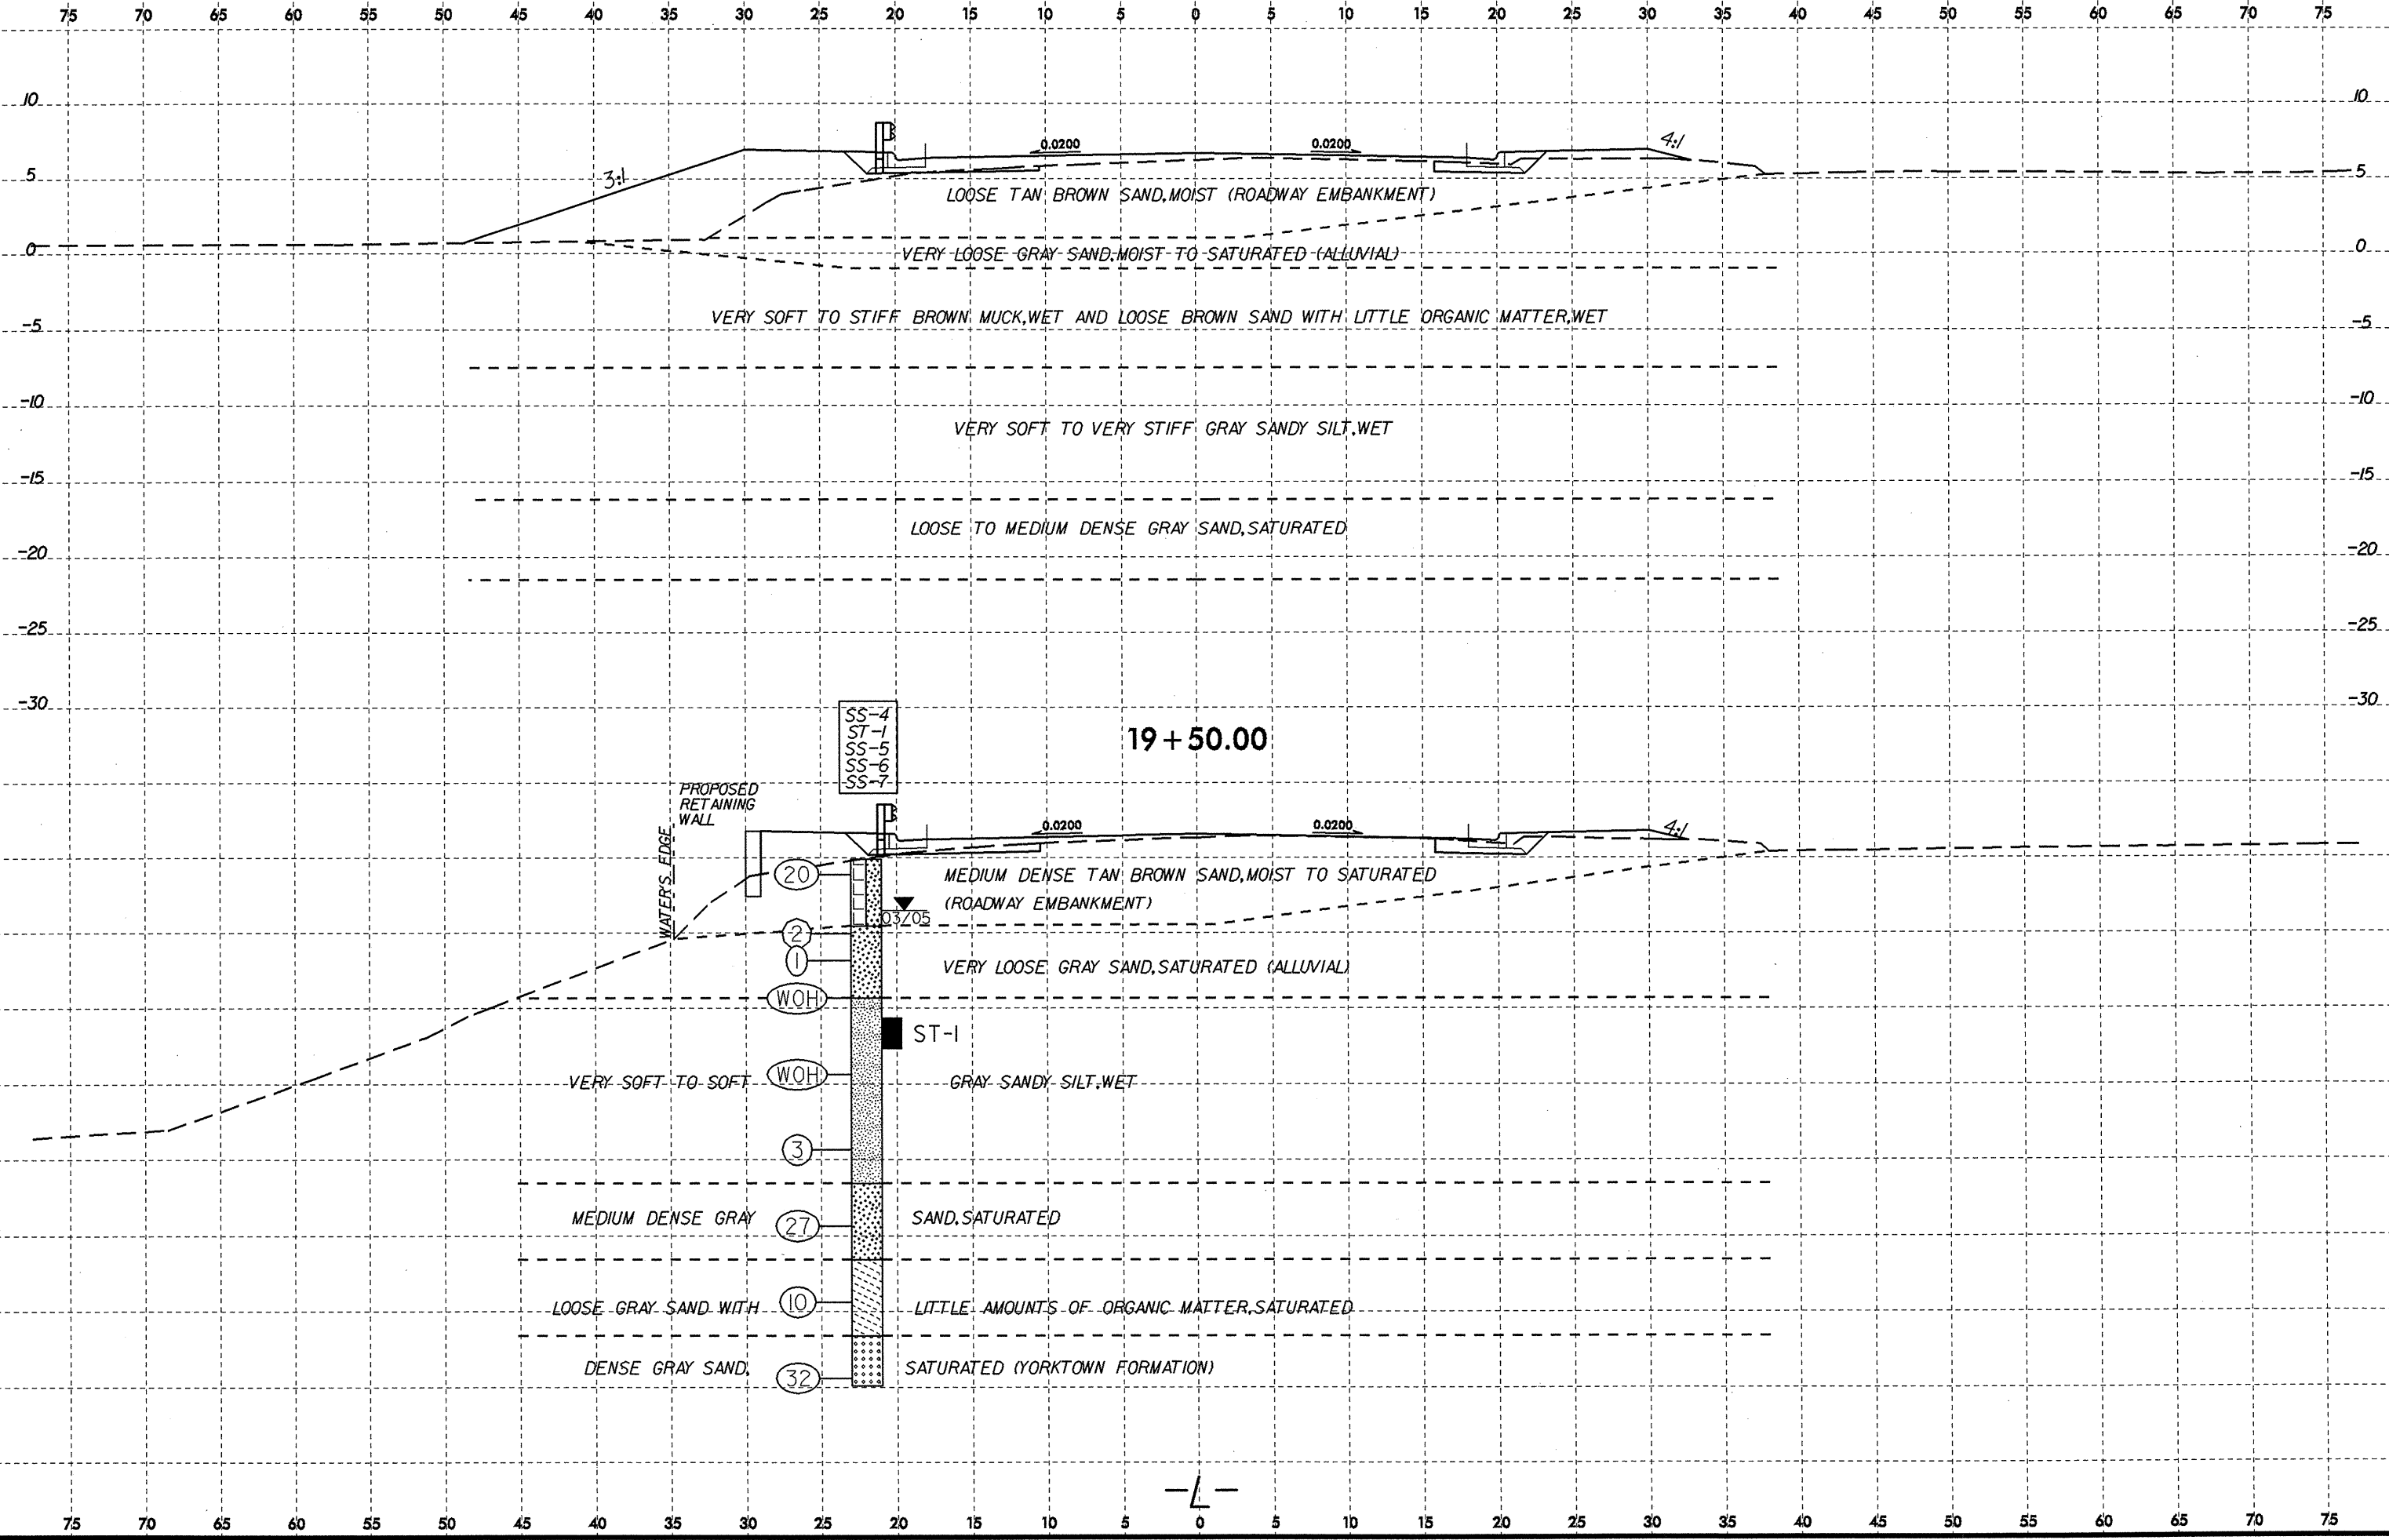 75 70 65 60 55 50 45 40 35 30 25 20 15 10 5 0 5 10 15 20 25 30 35 40 45 50 55 60 65 70 75
10 10
0.0200 0.0200 4:1
3:1
5 5
LOOSE TAN BROWN SAND, MOIST (ROADWAY EMBANKMENT)
0 0
VERY LOOSE GRAY SAND, MOIST TO SATURATED (ALLUVIAL)
VERY SOFT TO STIFF BROWN MUCK, WET AND LOOSE BROWN SAND WITH LITTLE ORGANIC MATTER, WET
-5 -5
-10 -10
VERY SOFT TO VERY STIFF GRAY SANDY SILT, WET
-15 -15
LOOSE TO MEDIUM DENSE GRAY SAND, SATURATED
-20 -20
-25 -25
-30 -30
SS-4
ST-1
SS-5
SS-6
SS-7
19+50.00
PROPOSED
RETAINING
WALL
WATER'S EDGE
0.0200 0.0200 4:1
20
MEDIUM DENSE TAN BROWN SAND, MOIST TO SATURATED
(ROADWAY EMBANKMENT)
03/05
2
1
VERY LOOSE GRAY SAND, SATURATED (ALLUVIAL)
WOH
ST-1
VERY SOFT TO SOFT WOH GRAY SANDY SILT, WET
3
MEDIUM DENSE GRAY 27 SAND, SATURATED
LOOSE GRAY SAND WITH 10 LITTLE AMOUNTS OF ORGANIC MATTER, SATURATED
DENSE GRAY SAND, 32 SATURATED (YORKTOWN FORMATION)
-L-
75 70 65 60 55 50 45 40 35 30 25 20 15 10 5 0 5 10 15 20 25 30 35 40 45 50 55 60 65 70 75